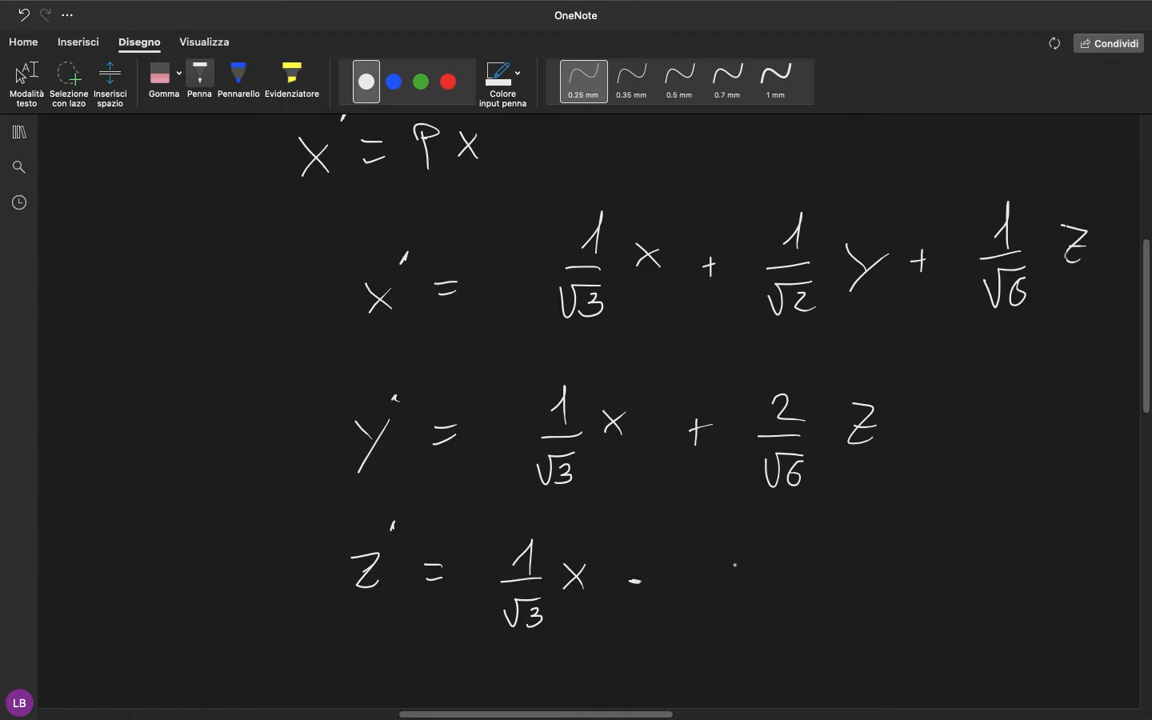 OneNote
Home Inserisci Disegno Visualizza
Condividi
Modalità testo
Selezione con lazo
Inserisci spazio
Gomma
Penna
Pennarello
Evidenziatore
Colore input penna
0.25 mm 0.35 mm 0.5 mm 0.7 mm 1 mm
X' = P X
x' = 1/√3 x + 1/√2 y + 1/√6 z
y' = 1/√3 x + 2/√6 z
z' = 1/√3 x -
LB